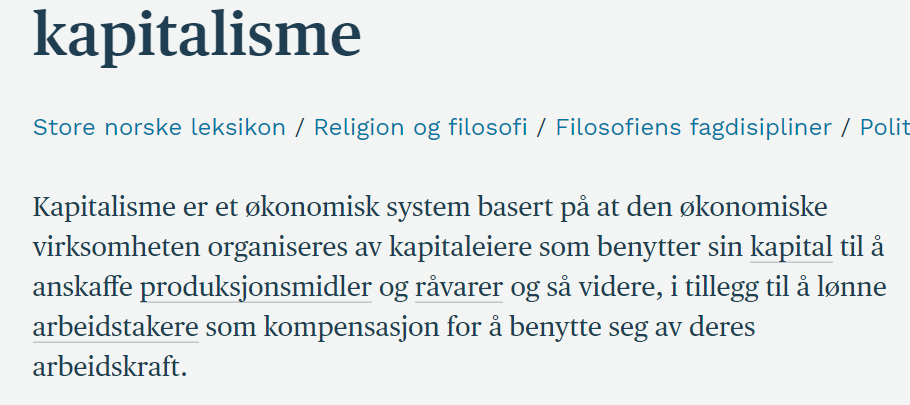 kapitalisme
Store norske leksikon / Religion og filosofi / Filosofiens fagdisipliner / Polit
Kapitalisme er et økonomisk system basert på at den økonomiske
virksomheten organiseres av kapitaleiere som benytter sin kapital til å
anskaffe produksjonsmidler og råvarer og så videre, i tillegg til å lønne
arbeidstakere som kompensasjon for å benytte seg av deres
arbeidskraft.